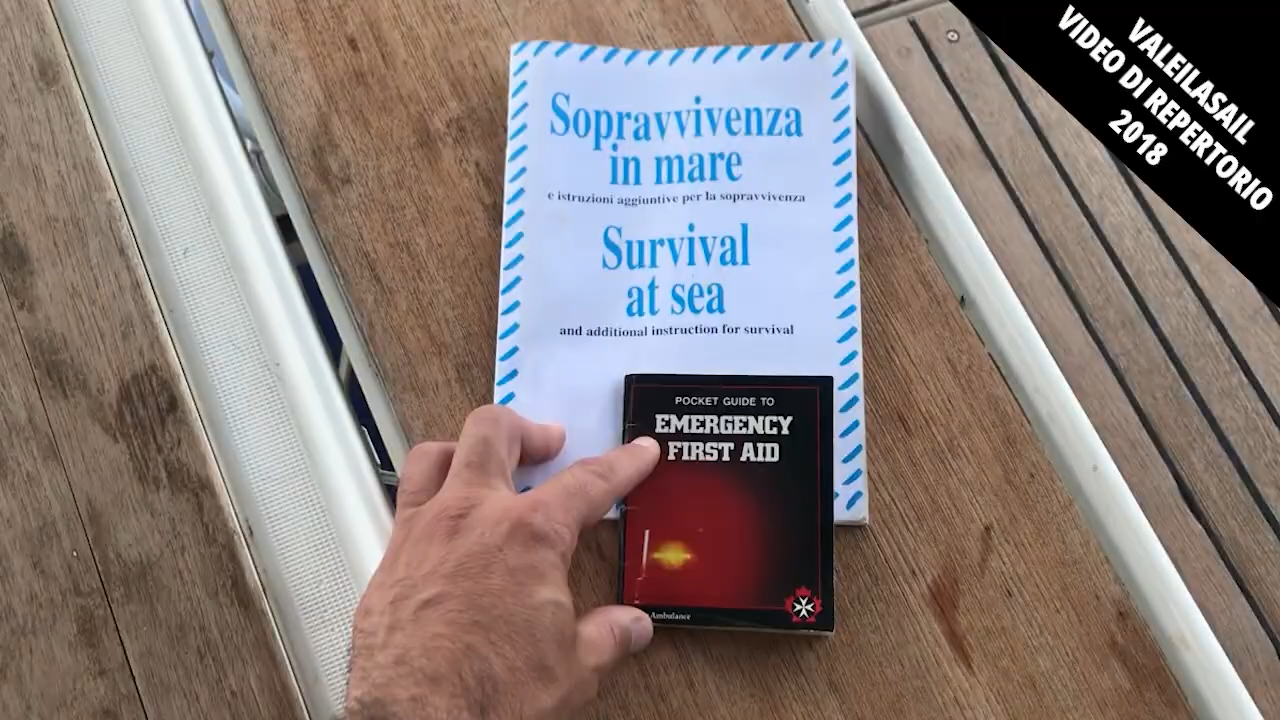 Sopravvivenza
in mare
e istruzioni aggiuntive per la sopravvivenza
Survival
at sea
and additional instruction for survival
POCKET GUIDE TO
EMERGENCY
FIRST AID
Ambulance
VALEILASAIL
VIDEO DI REPERTORIO
2018